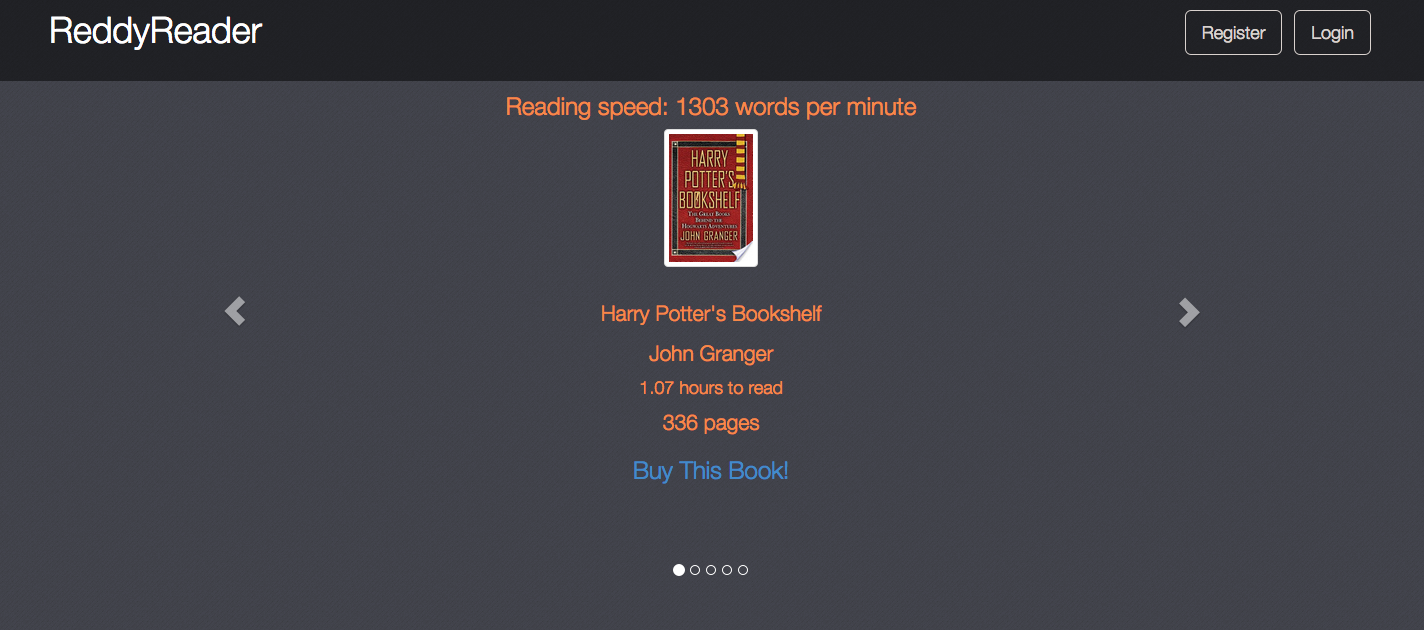 ReddyReader
Register
Login
Reading speed: 1303 words per minute
HARRY
POTTER'S
BOOKSHELF
THE GREAT BOOKS
BEHIND THE
HOGWARTS ADVENTURES
JOHN GRANGER
Harry Potter's Bookshelf
John Granger
1.07 hours to read
336 pages
Buy This Book!